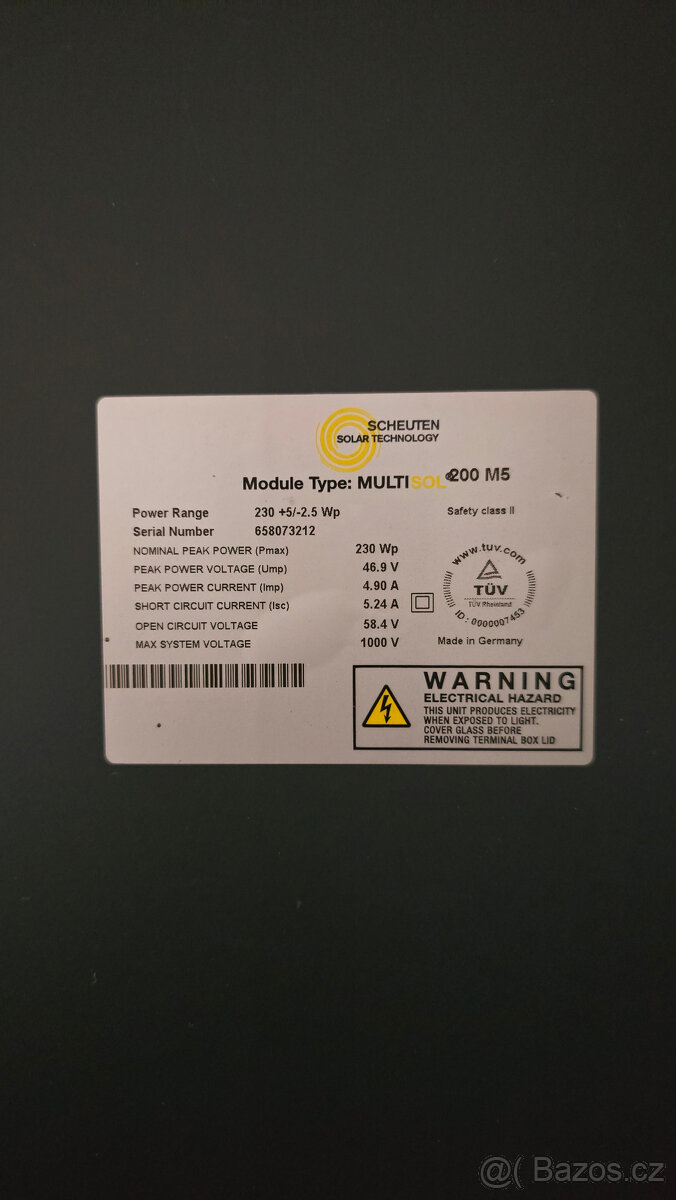 SCHEUTEN
SOLAR TECHNOLOGY
Module Type: MULTISOL® 200 M5
Power Range 230 +5/-2.5 Wp
Safety class II
Serial Number 658073212
NOMINAL PEAK POWER (Pmax) 230 Wp
PEAK POWER VOLTAGE (Ump) 46.9 V
PEAK POWER CURRENT (Imp) 4.90 A
SHORT CIRCUIT CURRENT (Isc) 5.24 A
OPEN CIRCUIT VOLTAGE 58.4 V
MAX SYSTEM VOLTAGE 1000 V
www.tuv.com
TÜV
TÜV Rheinland
ID: 0000007453
Made in Germany
WARNING
ELECTRICAL HAZARD
THIS UNIT PRODUCES ELECTRICITY
WHEN EXPOSED TO LIGHT.
COVER GLASS BEFORE
REMOVING TERMINAL BOX LID
@( Bazos.cz